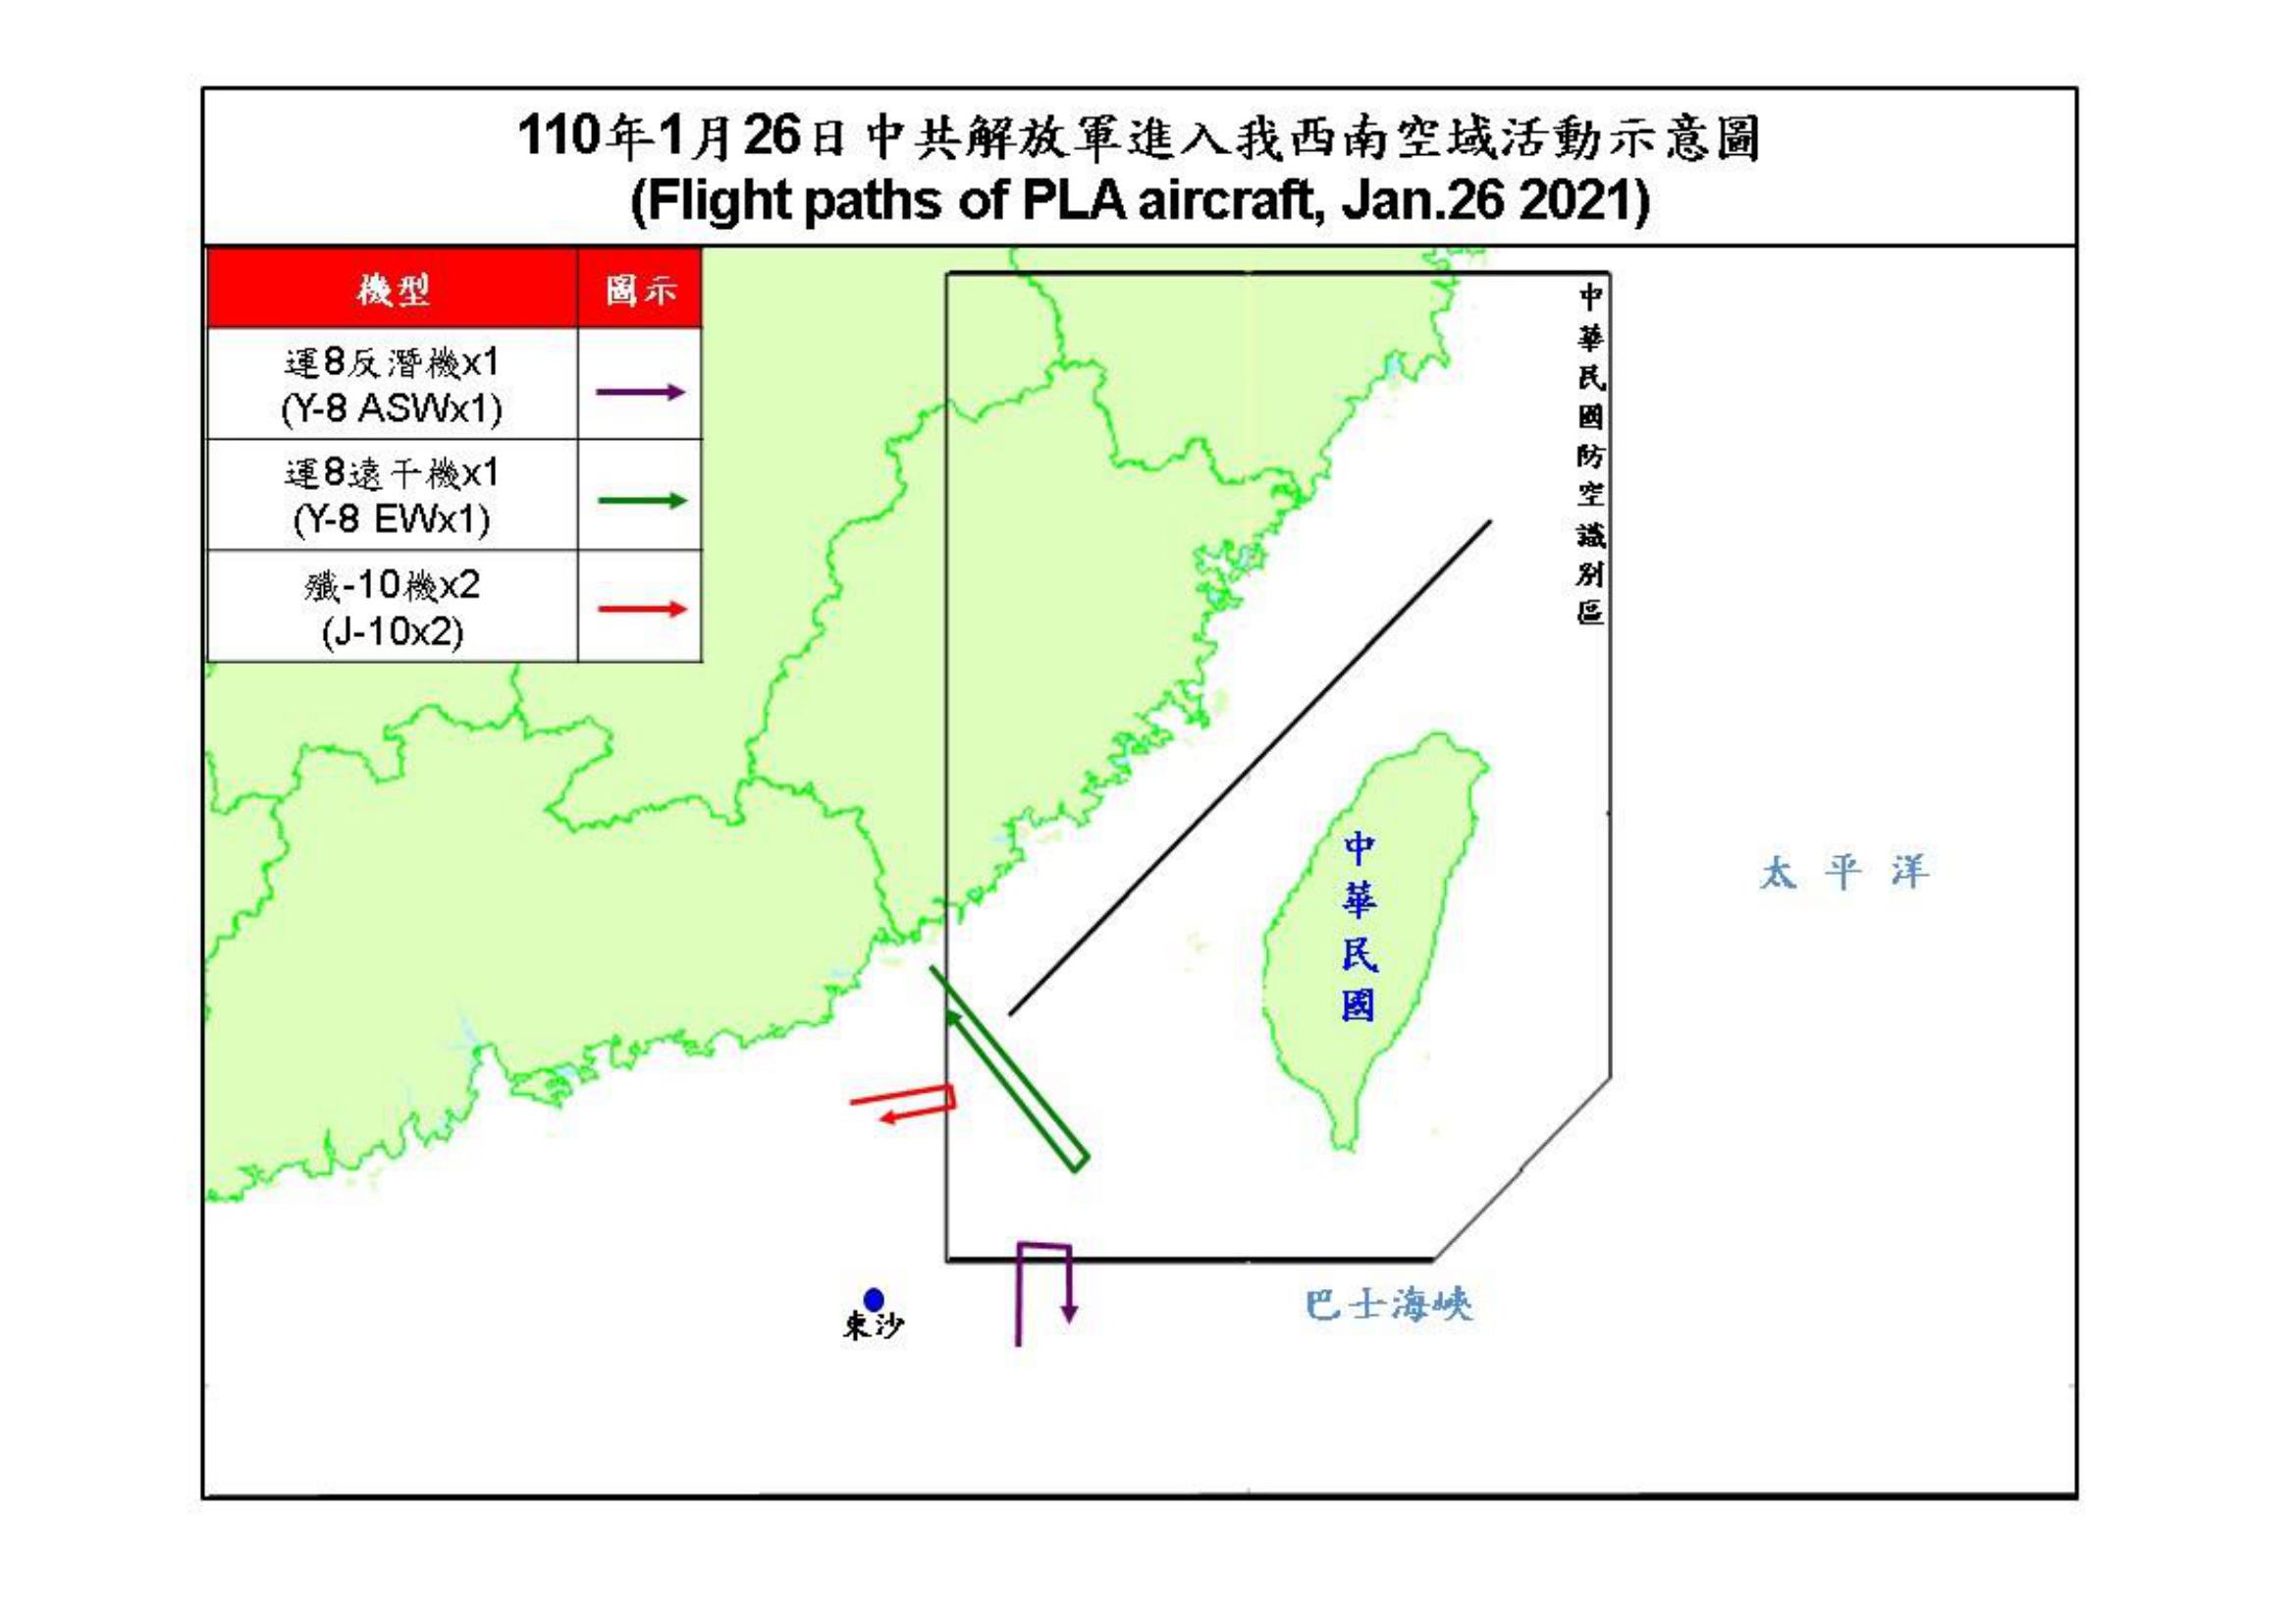 110年1月26日中共解放軍進入我西南空域活動示意圖
(Flight paths of PLA aircraft, Jan.26 2021)
機型 圖示
運8反潛機x1
(Y-8 ASWx1)
運8遠干機x1
(Y-8 EWx1)
殲-10機x2
(J-10x2)
中華民國防空識別區
中華民國
太平洋
巴士海峽
東沙